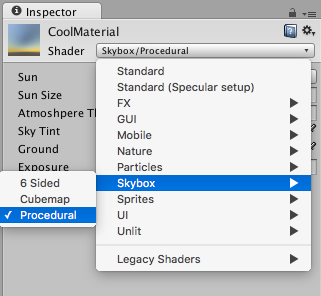 Inspector
CoolMaterial
Shader Skybox/Procedural
Standard
Sun
Standard (Specular setup)
Sun Size
FX
Atmoshpere Th
GUI
Sky Tint
Mobile
Ground
Nature
Exposure
Particles
6 Sided
Skybox
Cubemap
Sprites
Procedural
UI
Unlit
Legacy Shaders